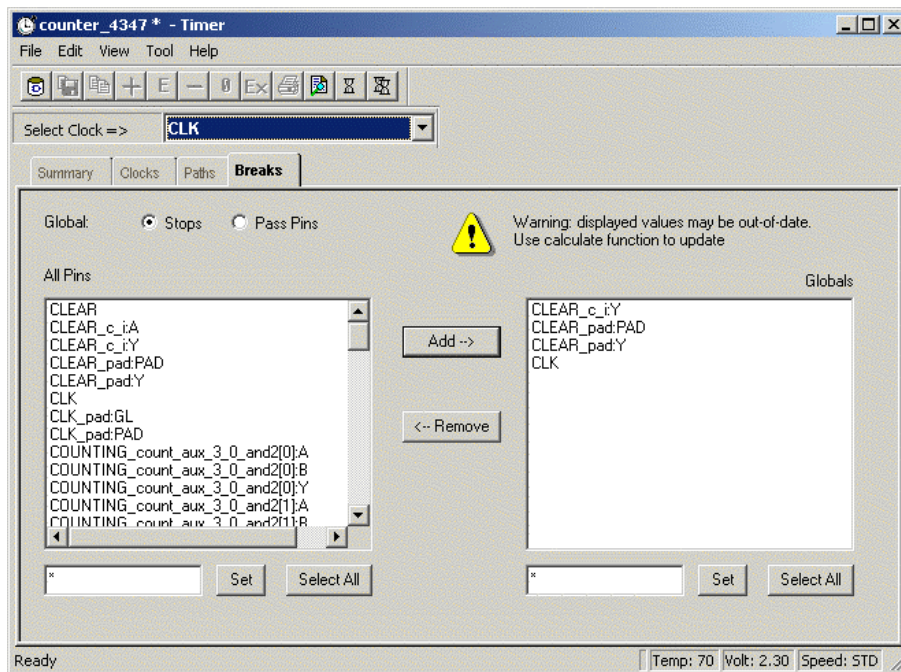 counter_4347 * - Timer
File Edit View Tool Help
E Ex
Select Clock => CLK
Summary Clocks Paths Breaks
Global: Stops Pass Pins
Warning: displayed values may be out-of-date.
Use calculate function to update
All Pins
CLEAR
CLEAR_c_i:A
CLEAR_c_i:Y
CLEAR_pad:PAD
CLEAR_pad:Y
CLK
CLK_pad:GL
CLK_pad:PAD
COUNTING_count_aux_3_0_and2[0]:A
COUNTING_count_aux_3_0_and2[0]:B
COUNTING_count_aux_3_0_and2[0]:Y
COUNTING_count_aux_3_0_and2[1]:A
COUNTING_count_aux_3_0_and2[1]:B
* Set Select All
Add -->
<-- Remove
Globals
CLEAR_c_i:Y
CLEAR_pad:PAD
CLEAR_pad:Y
CLK
* Set Select All
Ready Temp: 70 Volt: 2.30 Speed: STD